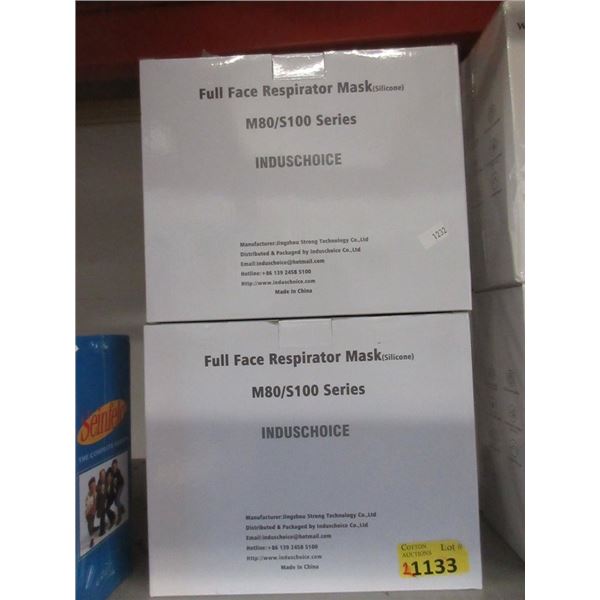 Full Face Respirator Mask(Silicone)
M80/S100 Series
INDUSCHOICE
Manufacturer:Jingzhou Strong Technology Co.,Ltd
Distributed & Packaged by Induschoice Co.,Ltd
Email:induschoice@hotmail.com
Hotline:+86 139 2458 5100
Http://www.induschoice.com
Made In China
1232
Full Face Respirator Mask(Silicone)
M80/S100 Series
INDUSCHOICE
Manufacturer:Jingzhou Strong Technology Co.,Ltd
Distributed & Packaged by Induschoice Co.,Ltd
Email:induschoice@hotmail.com
Hotline:+86 139 2458 5100
Http://www.induschoice.com
Made In China
Seinfeld
THE COMPLETE
COTTON AUCTIONS
Lot #
1133
W